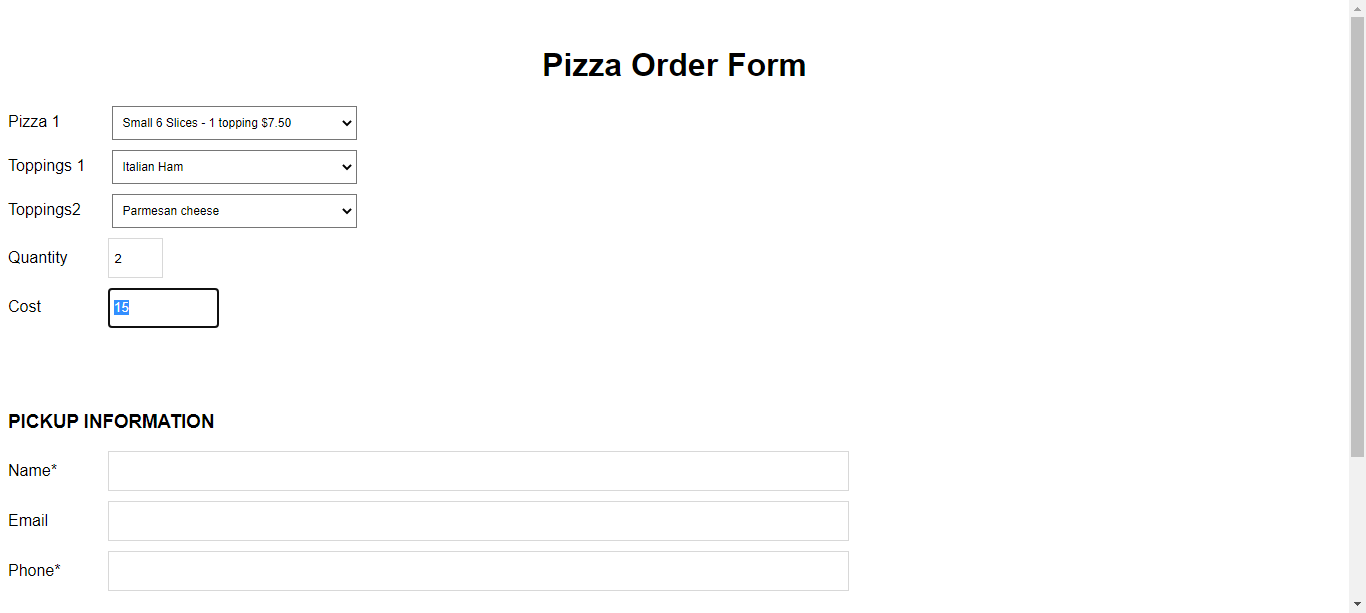 Pizza Order Form
Pizza 1 Small 6 Slices - 1 topping $7.50
Toppings 1 Italian Ham
Toppings2 Parmesan cheese
Quantity 2
Cost 15
PICKUP INFORMATION
Name*
Email
Phone*